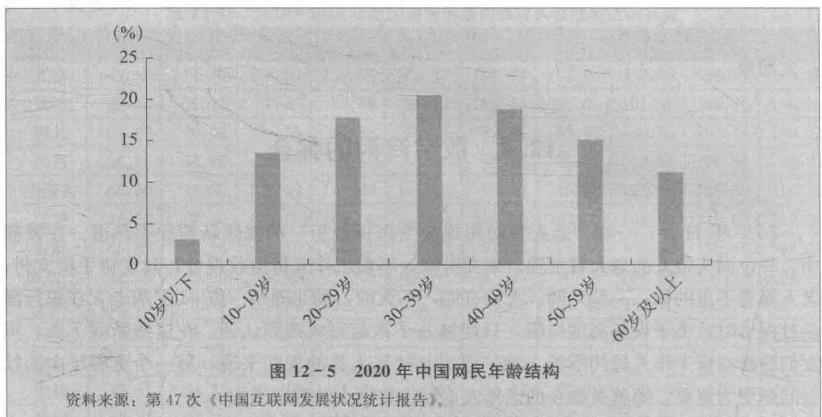 (%)
25
20
15
10
5
0
10岁以下
10~19岁
20~29岁
30~39岁
40~49岁
50~59岁
60岁及以上
图 12-5 2020 年中国网民年龄结构
资料来源：第 47 次《中国互联网发展状况统计报告》。